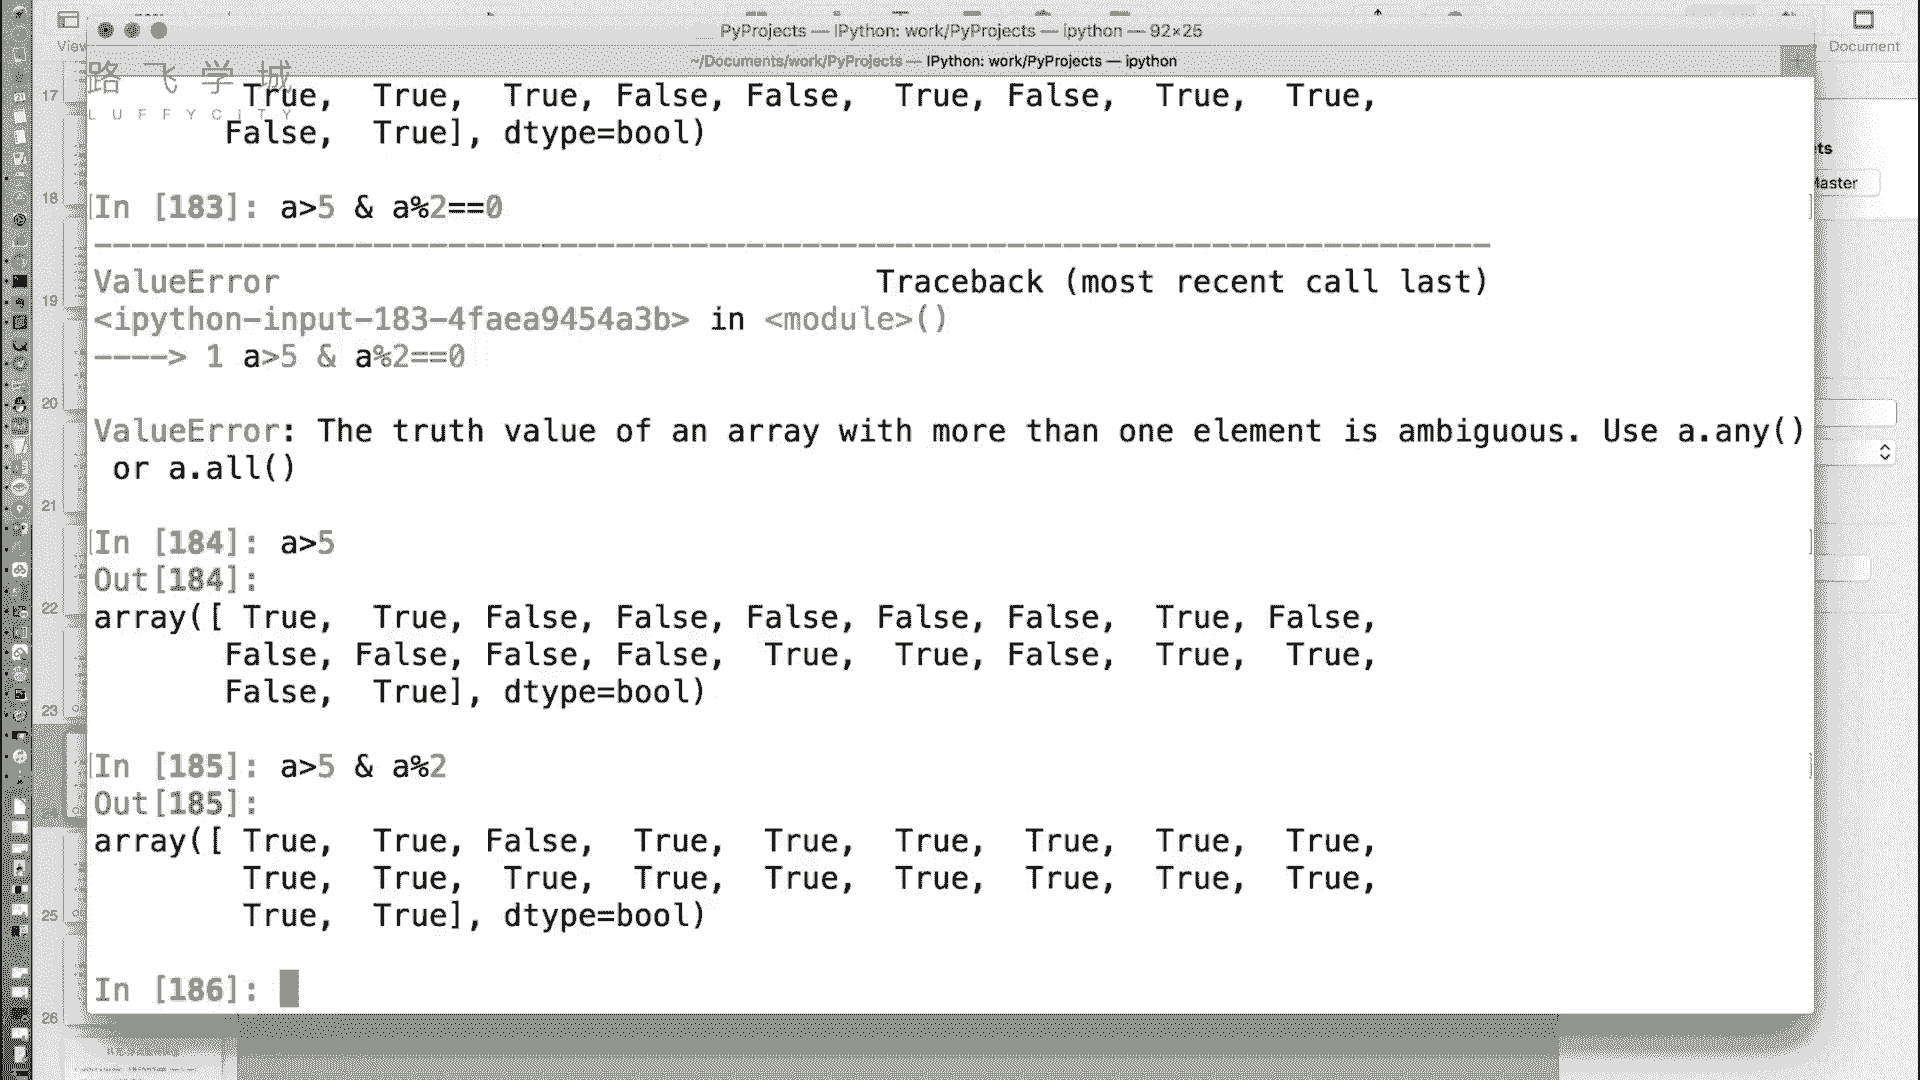 View
Document
PyProjects — IPython: work/PyProjects — ipython — 92×25
~/Documents/work/PyProjects — IPython: work/PyProjects — ipython
路飞学城
LUFFYCITY
True,  True,  True, False, False,  True, False,  True,  True,
False,  True], dtype=bool)
In [183]: a>5 & a%2==0
---------------------------------------------------------------------------
ValueError                                Traceback (most recent call last)
<ipython-input-183-4faea9454a3b> in <module>()
----> 1 a>5 & a%2==0
ValueError: The truth value of an array with more than one element is ambiguous. Use a.any()
or a.all()
In [184]: a>5
Out[184]:
array([ True,  True, False, False, False, False, False,  True, False,
False, False, False, False,  True,  True, False,  True,  True,
False,  True], dtype=bool)
In [185]: a>5 & a%2
Out[185]:
array([ True,  True, False,  True,  True,  True,  True,  True,  True,
True,  True,  True,  True,  True,  True,  True,  True,  True,
True,  True], dtype=bool)
In [186]:
17
18
19
20
21
22
23
25
26
ets
Master